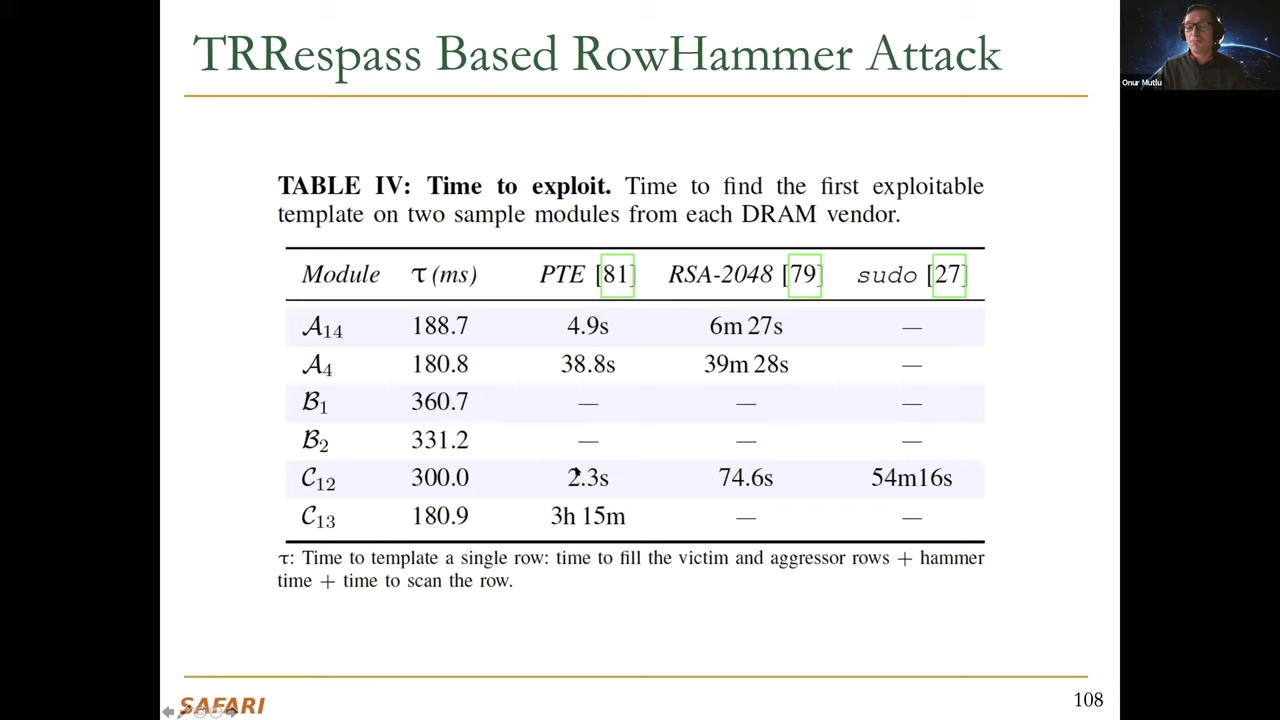 TRRespass Based RowHammer Attack
Onur Mutlu
TABLE IV: Time to exploit. Time to find the first exploitable
template on two sample modules from each DRAM vendor.
Module τ (ms) PTE [81] RSA-2048 [79] sudo [27]
𝒜14 188.7 4.9s 6m 27s —
𝒜4 180.8 38.8s 39m 28s —
ℬ1 360.7 — — —
ℬ2 331.2 — — —
𝒞12 300.0 2.3s 74.6s 54m16s
𝒞13 180.9 3h 15m — —
τ: Time to template a single row: time to fill the victim and aggressor rows + hammer
time + time to scan the row.
SAFARI
108